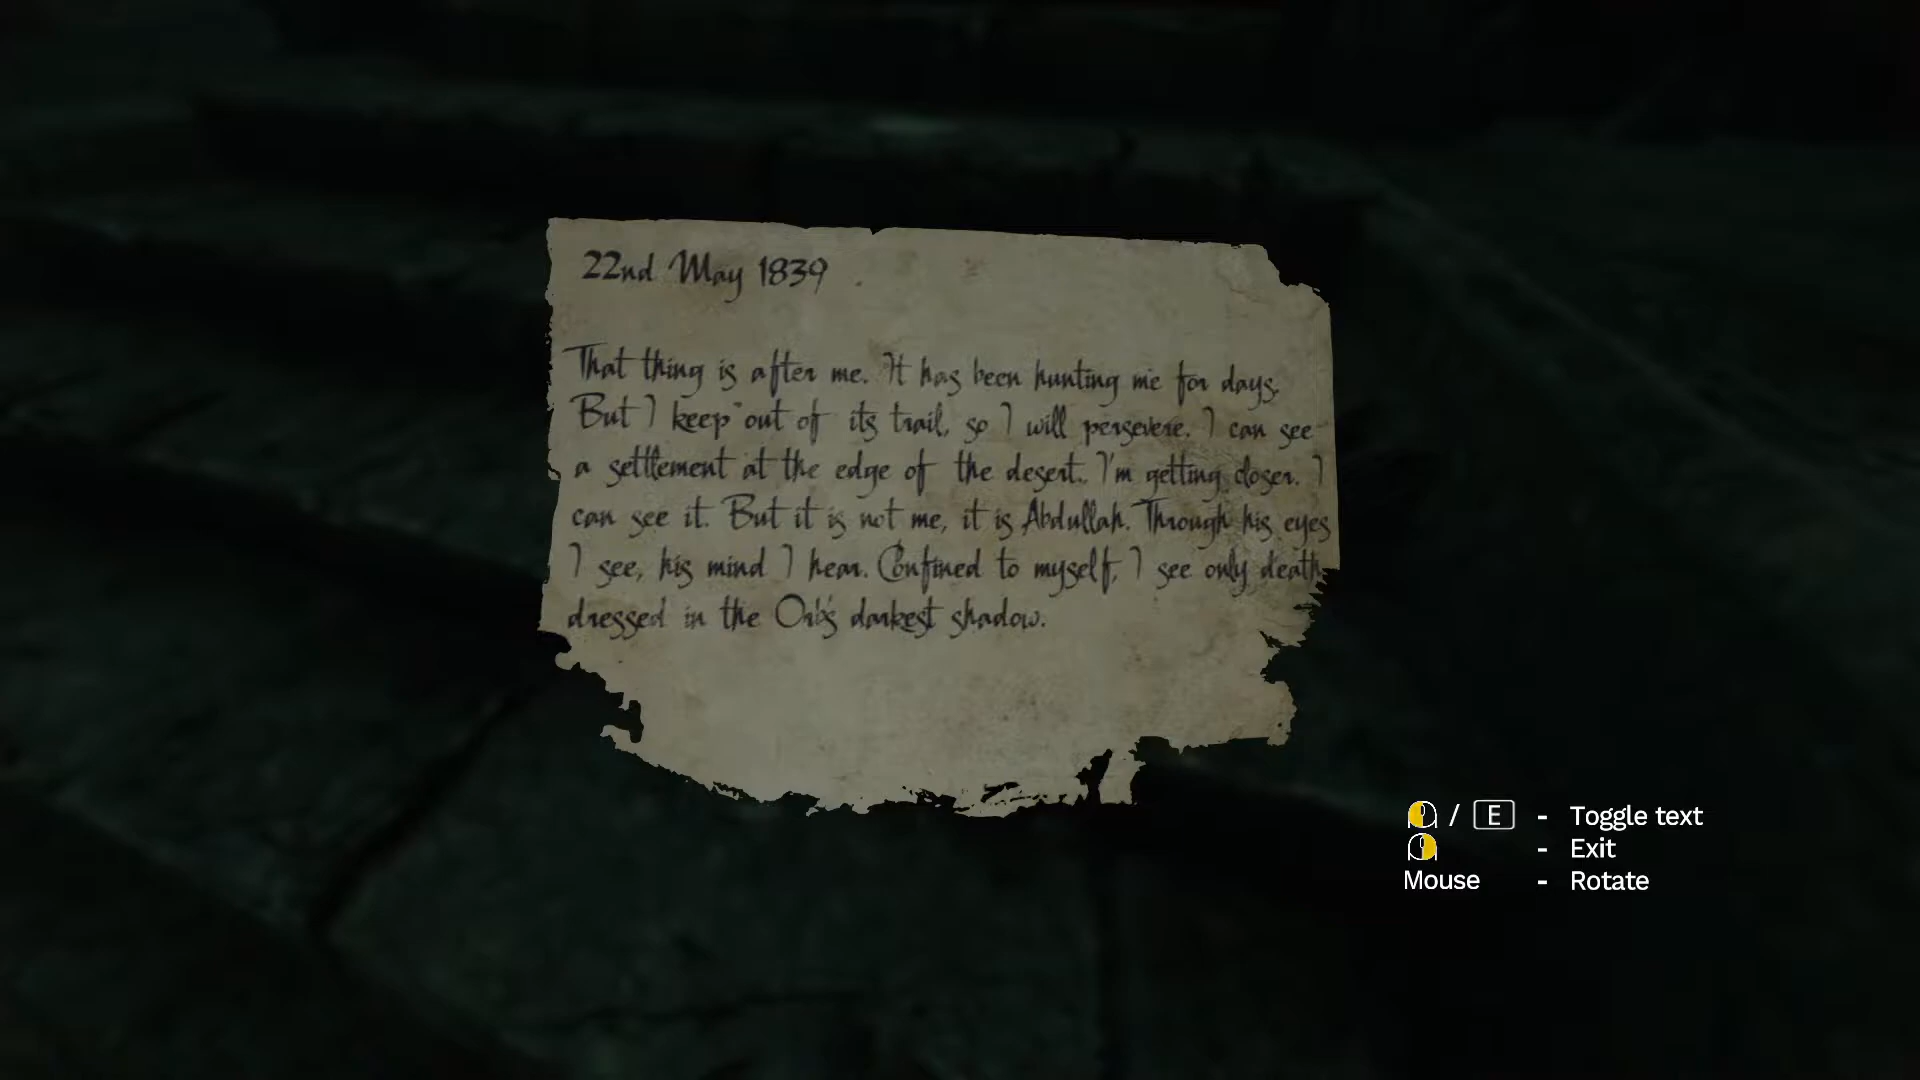 22nd May 1839
That thing is after me. It has been hunting me for days.
But I keep out of its trail, so I will persevere. I can see
a settlement at the edge of the desert. I'm getting closer. I
can see it. But it is not me, it is Abdullah. Through his eyes
I see, his mind I hear. Confined to myself, I see only death
dressed in the Orb's darkest shadow.
/ E - Toggle text
- Exit
Mouse - Rotate